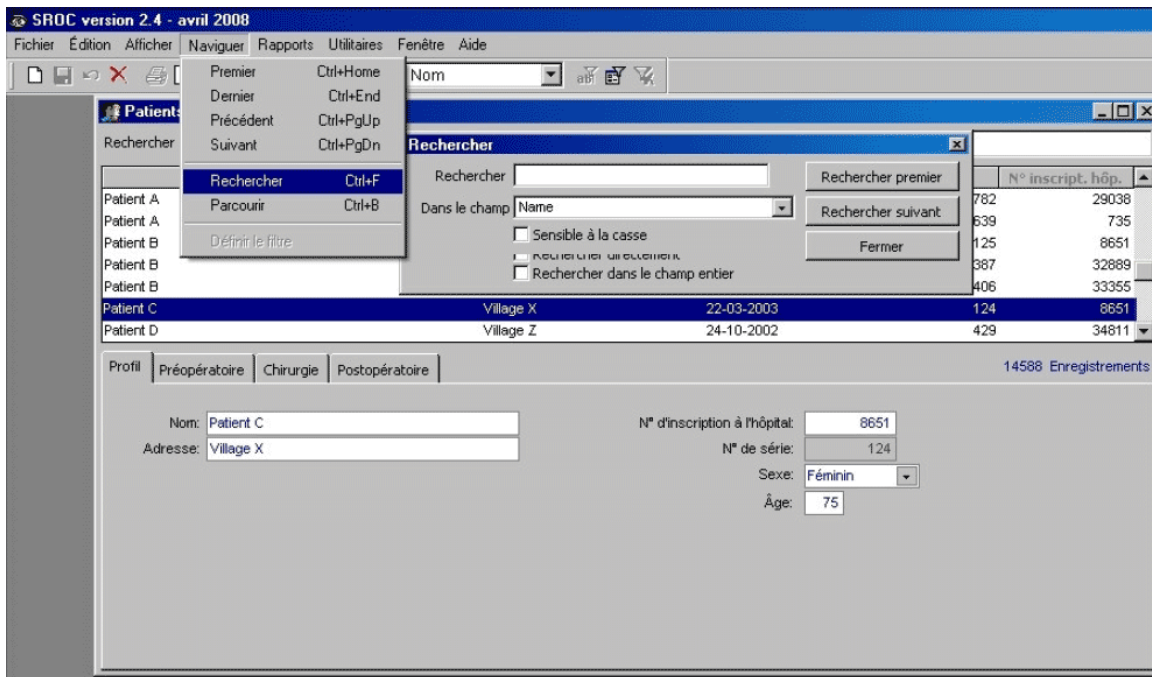 SROC version 2.4 - avril 2008
Fichier Édition Afficher Naviguer Rapports Utilitaires Fenêtre Aide
Nom
Premier Ctrl+Home
Dernier Ctrl+End
Précédent Ctrl+PgUp
Suivant Ctrl+PgDn
Rechercher Ctrl+F
Parcourir Ctrl+B
Définir le filtre
Patients
Rechercher
Rechercher
Rechercher
Dans le champ Name
Sensible à la casse
Rechercher directement
Rechercher dans le champ entier
Rechercher premier
Rechercher suivant
Fermer
N° inscript. hôp.
Patient A 782 29038
Patient A 639 735
Patient B 125 8651
Patient B 387 32889
Patient B 406 33355
Patient C Village X 22-03-2003 124 8651
Patient D Village Z 24-10-2002 429 34811
Profil Préopératoire Chirurgie Postopératoire 14588 Enregistrements
Nom: Patient C N° d'inscription à l'hôpital: 8651
Adresse: Village X N° de série: 124
Sexe: Féminin
Âge: 75